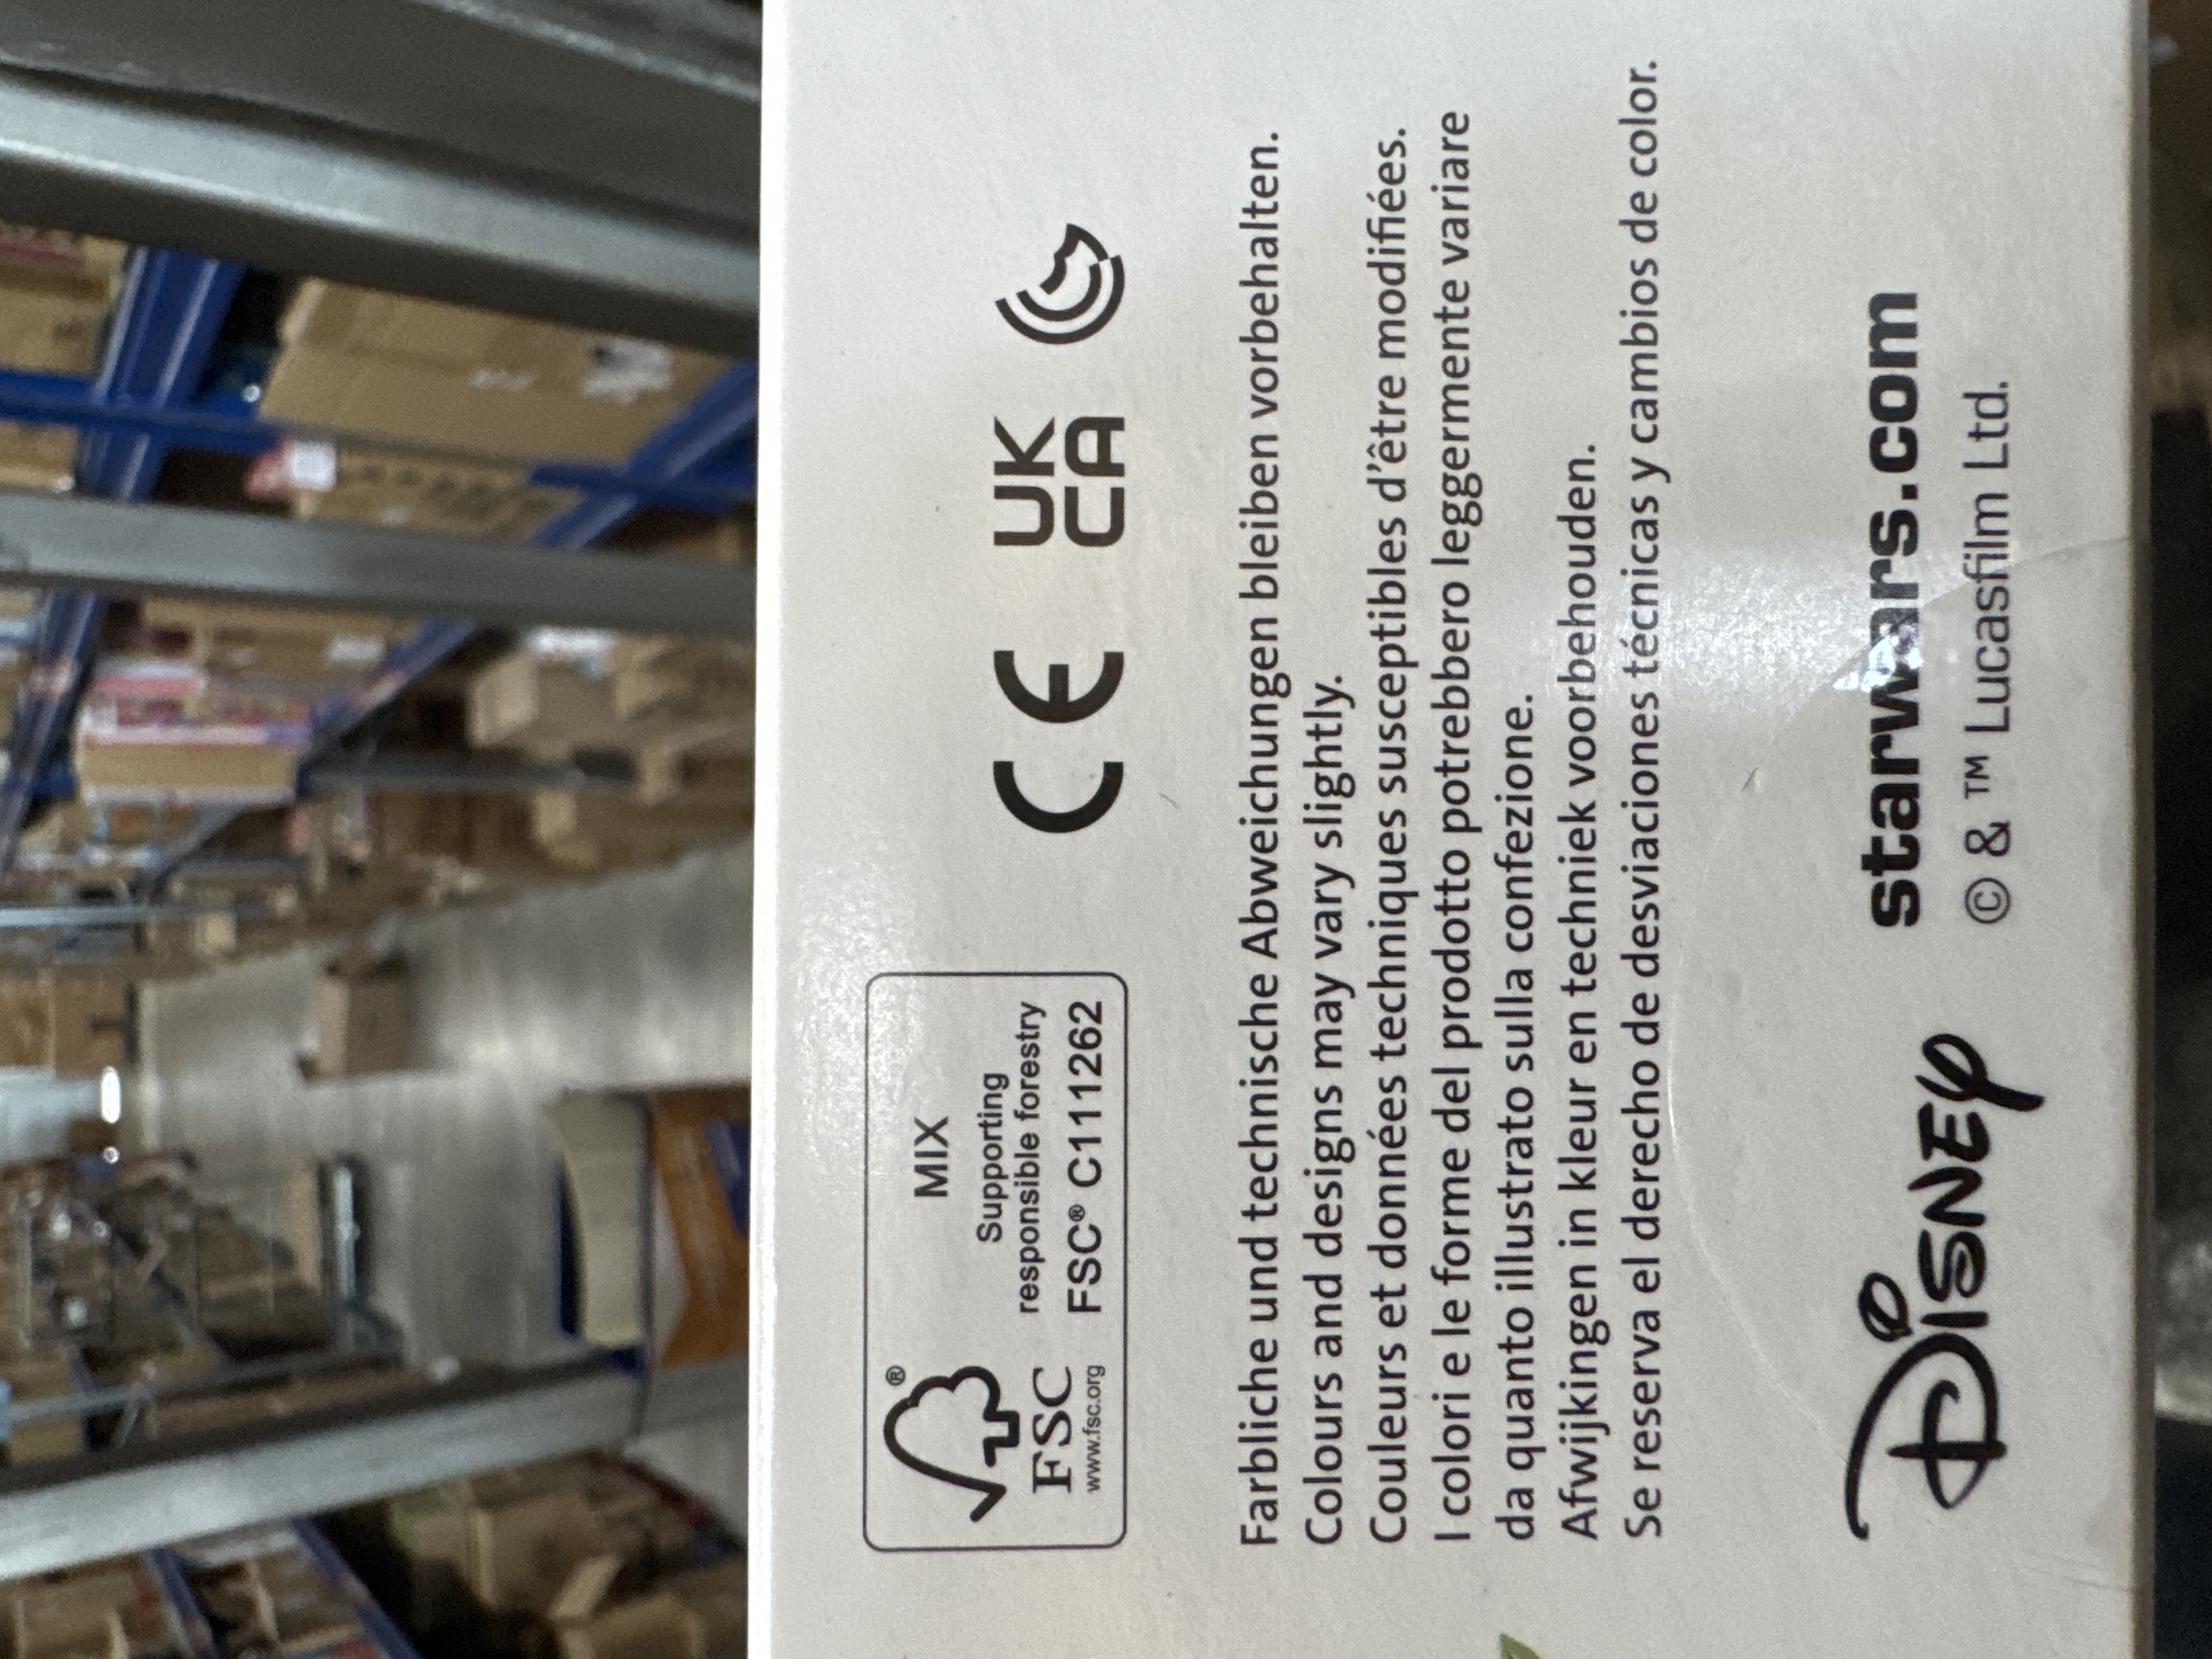 MIX
Supporting
responsible forestry
FSC® C111262
®
FSC
www.fsc.org
CE
UK
CA
Farbliche und technische Abweichungen bleiben vorbehalten.
Colours and designs may vary slightly.
Couleurs et données techniques susceptibles d'être modifiées.
I colori e le forme del prodotto potrebbero leggermente variare
da quanto illustrato sulla confezione.
Afwijkingen in kleur en techniek voorbehouden.
Se reserva el derecho de desviaciones técnicas y cambios de color.
Disney
starwars.com
© & ™ Lucasfilm Ltd.